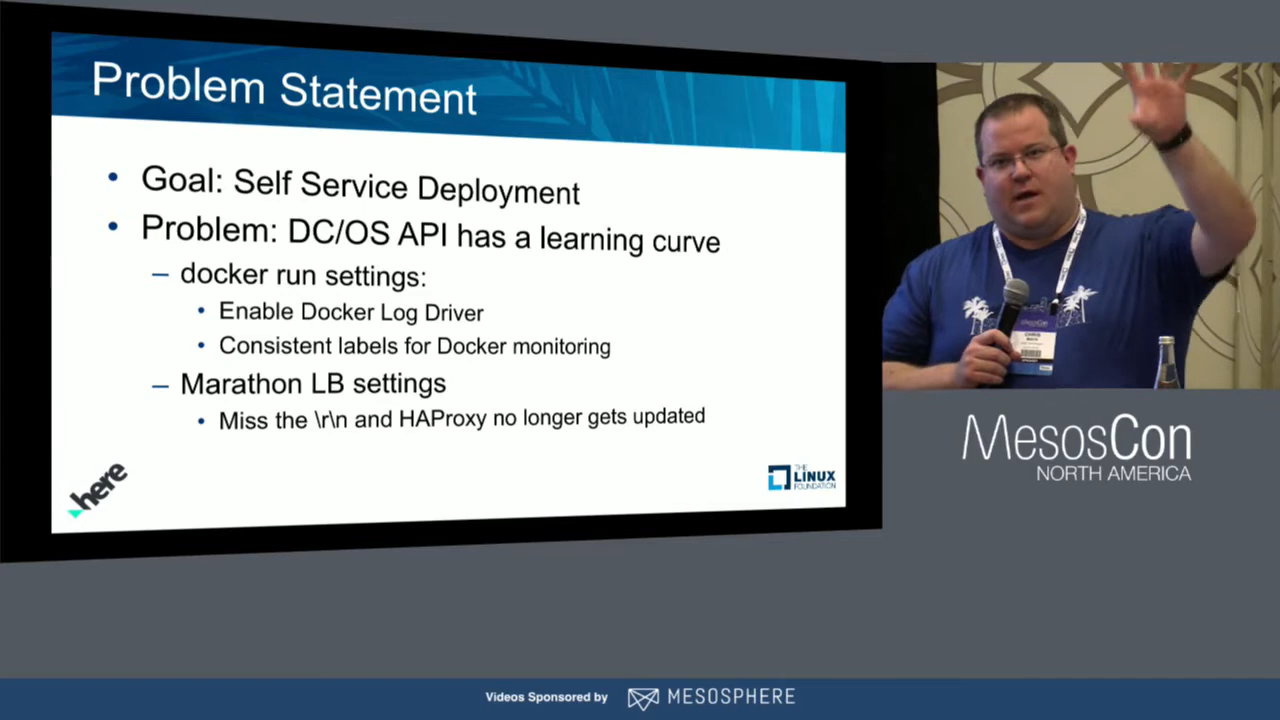 Problem Statement
• Goal: Self Service Deployment
• Problem: DC/OS API has a learning curve
– docker run settings:
• Enable Docker Log Driver
• Consistent labels for Docker monitoring
– Marathon LB settings
• Miss the \r\n and HAProxy no longer gets updated
here
THE
LINUX
FOUNDATION
CHRIS
MesosCon
NORTH AMERICA
Videos Sponsored by MESOSPHERE